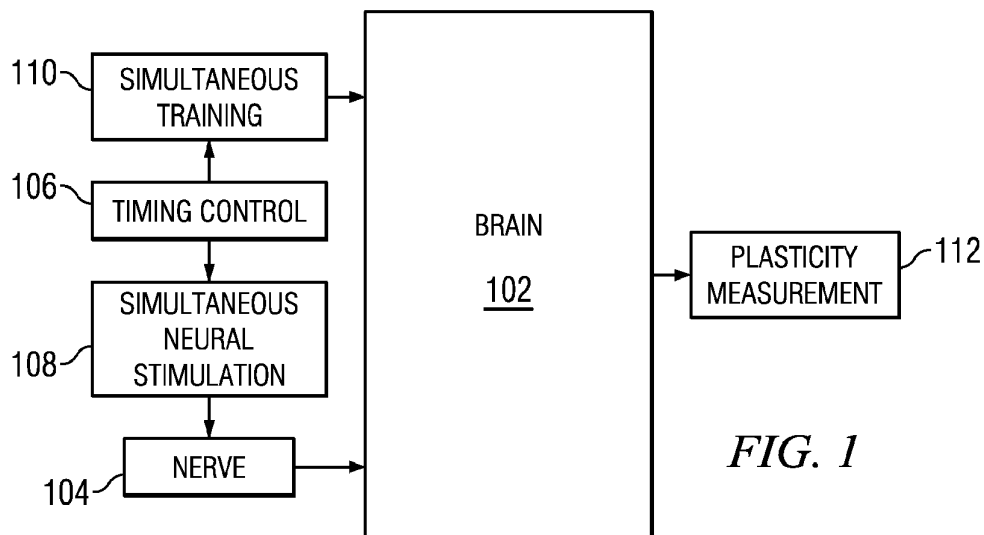 110
SIMULTANEOUS
TRAINING
106
TIMING CONTROL
108
SIMULTANEOUS
NEURAL
STIMULATION
104
NERVE
BRAIN
102
PLASTICITY
MEASUREMENT
112
FIG. 1